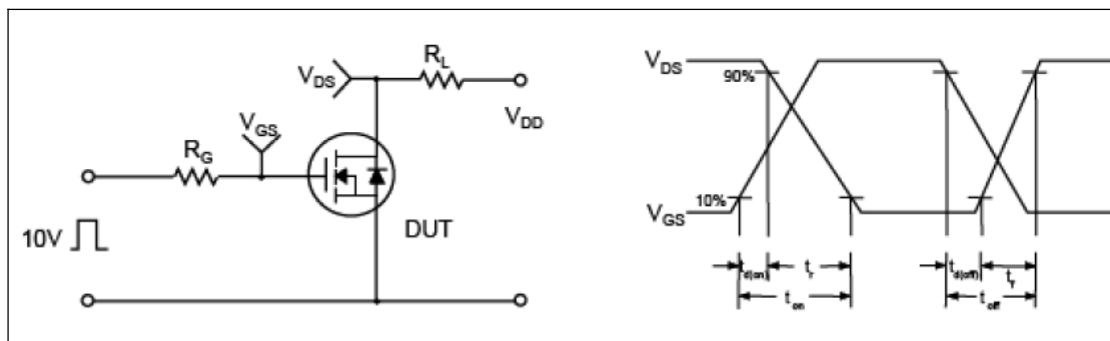 V_DS
R_L
V_DD
V_GS
R_G
10V
DUT
V_DS
90%
10%
V_GS
t_d(on)
t_r
t_d(off)
t_f
t_on
t_off